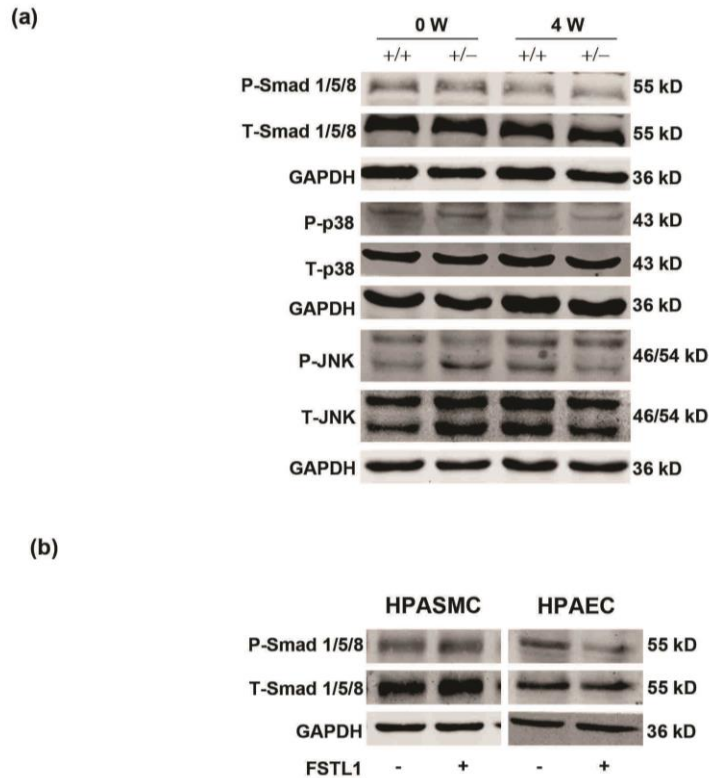 (a)
0 W 4 W
+/+ +/− +/+ +/−
P-Smad 1/5/8 55 kD
T-Smad 1/5/8 55 kD
GAPDH 36 kD
P-p38 43 kD
T-p38 43 kD
GAPDH 36 kD
P-JNK 46/54 kD
T-JNK 46/54 kD
GAPDH 36 kD
(b)
HPASMC HPAEC
P-Smad 1/5/8 55 kD
T-Smad 1/5/8 55 kD
GAPDH 36 kD
FSTL1 - + - +